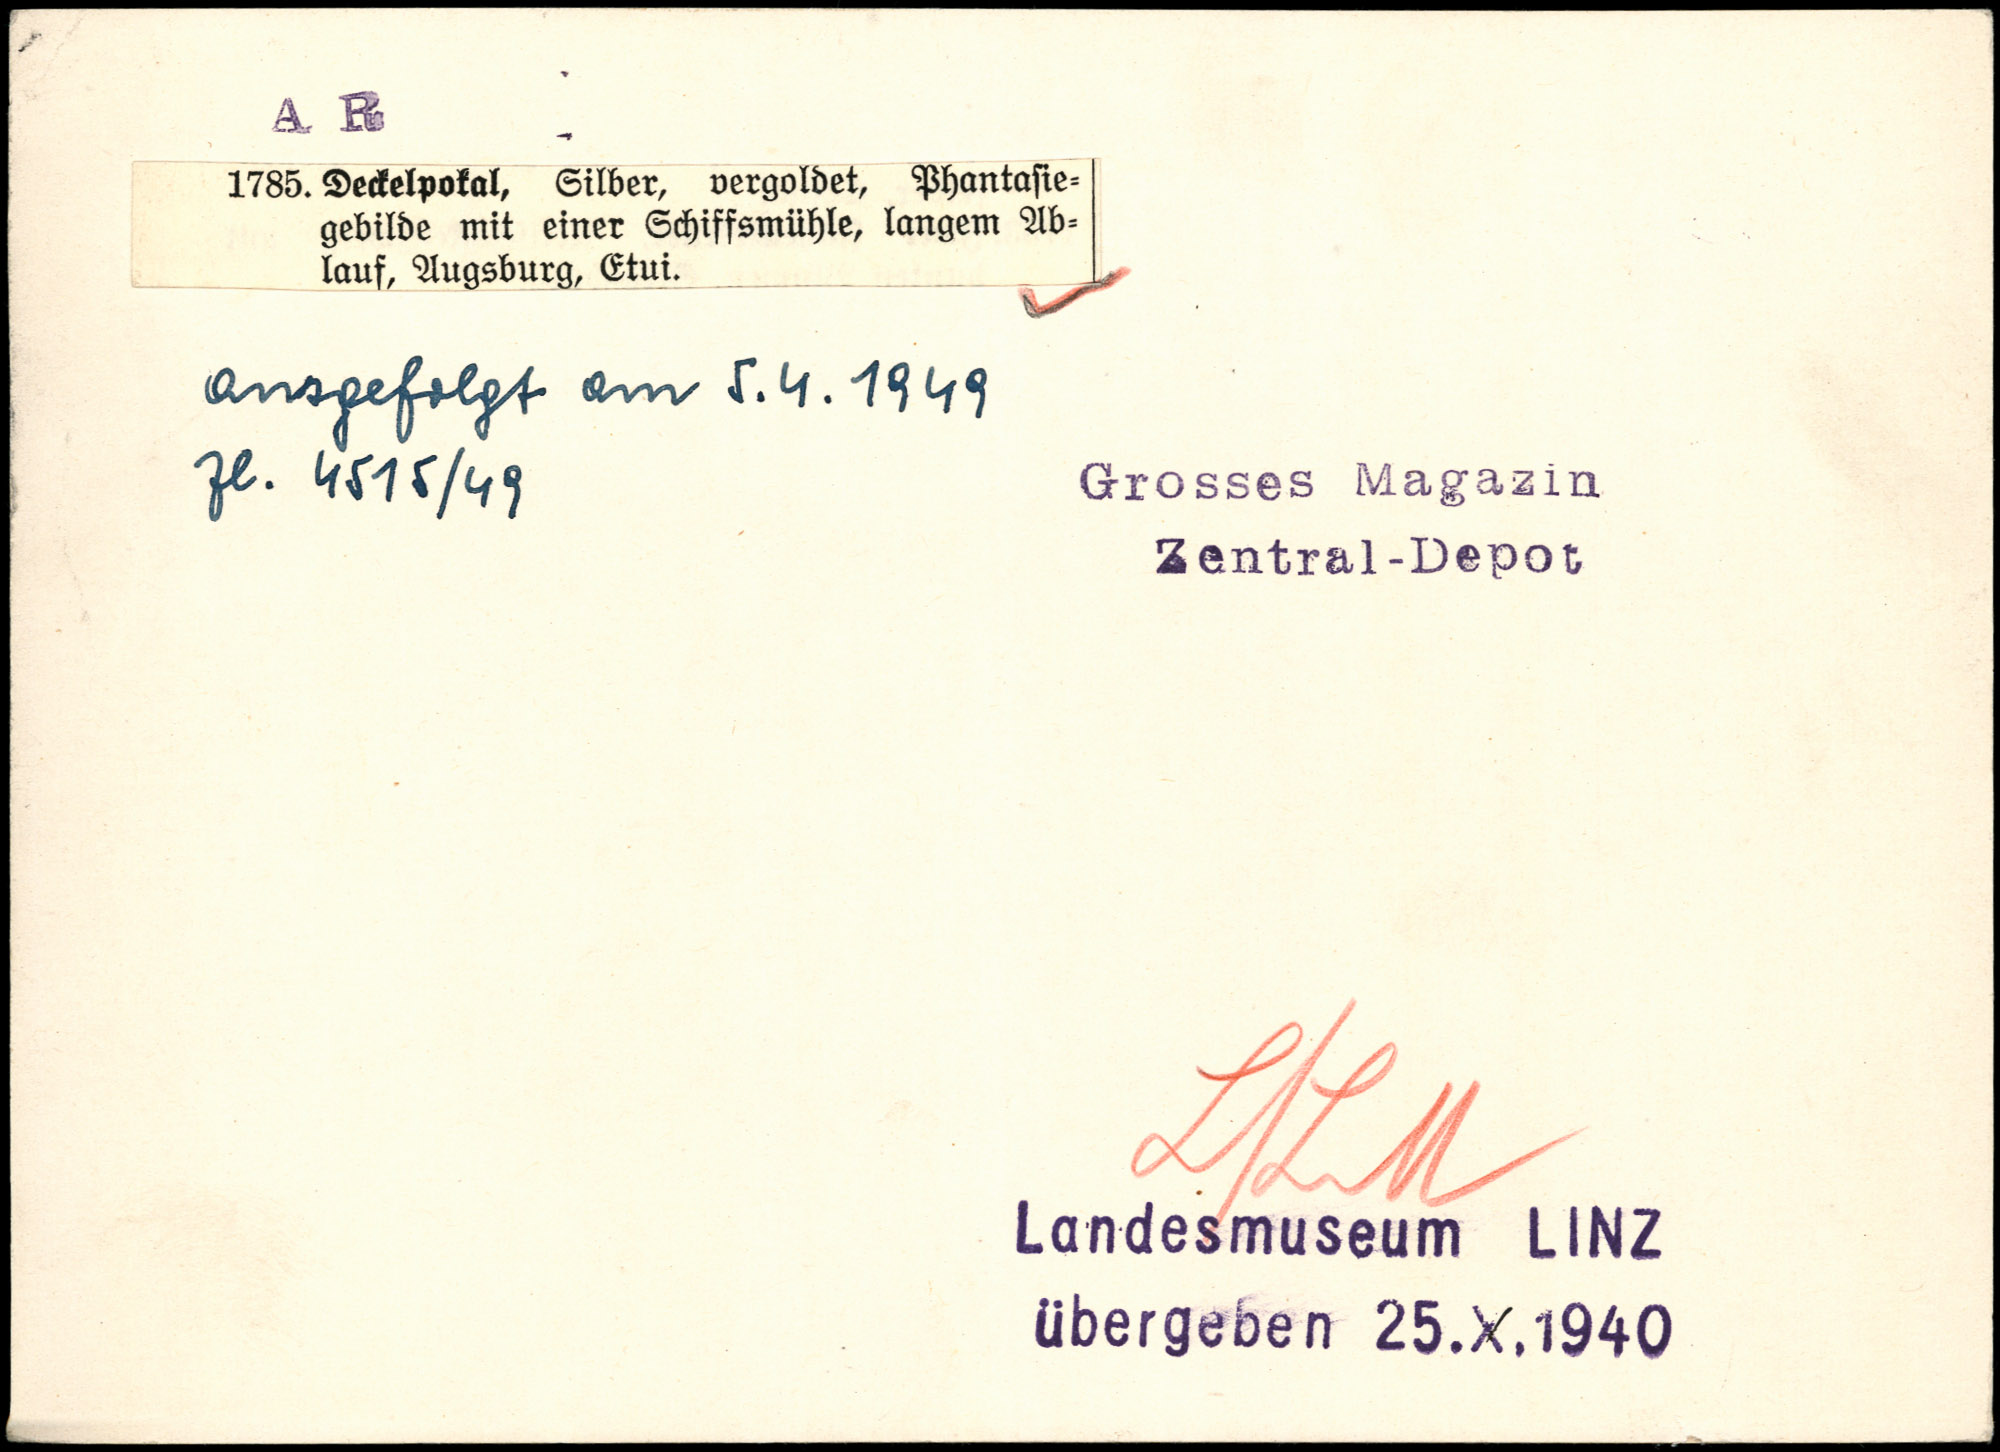 A R
1785. Deckelpokal, Silber, vergoldet, Phantasie-
gebilde mit einer Schiffsmühle, langem Ab-
lauf, Augsburg, Etui.
ausgefolgt am 5.4.1949
Zl. 4515/49
Grosses Magazin
Zentral-Depot
L/LM
Landesmuseum LINZ
übergeben 25.X.1940